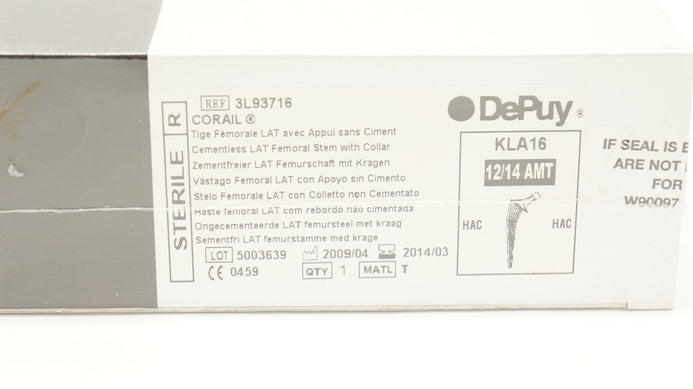 REF 3L93716
CORAIL ®
Tige Fémorale LAT avec Appui sans Ciment
Cementless LAT Femoral Stem with Collar
Zementfreier LAT Femurschaft mit Kragen
Vástago Femoral LAT con Apoyo sin Cimento
Stelo Femorale LAT con Colletto non Cementato
Haste femoral LAT com rebordo não cimentada
Ongecementeerde LAT femursteel met kraag
Sementfri LAT femurstamme med krage
LOT 5003639 2009/04 2014/03
CE 0459 QTY 1 MATL T
STERILE R
DePuy ®
KLA16
12/14 AMT
HAC HAC
IF SEAL IS
ARE NOT
FOR
W90097